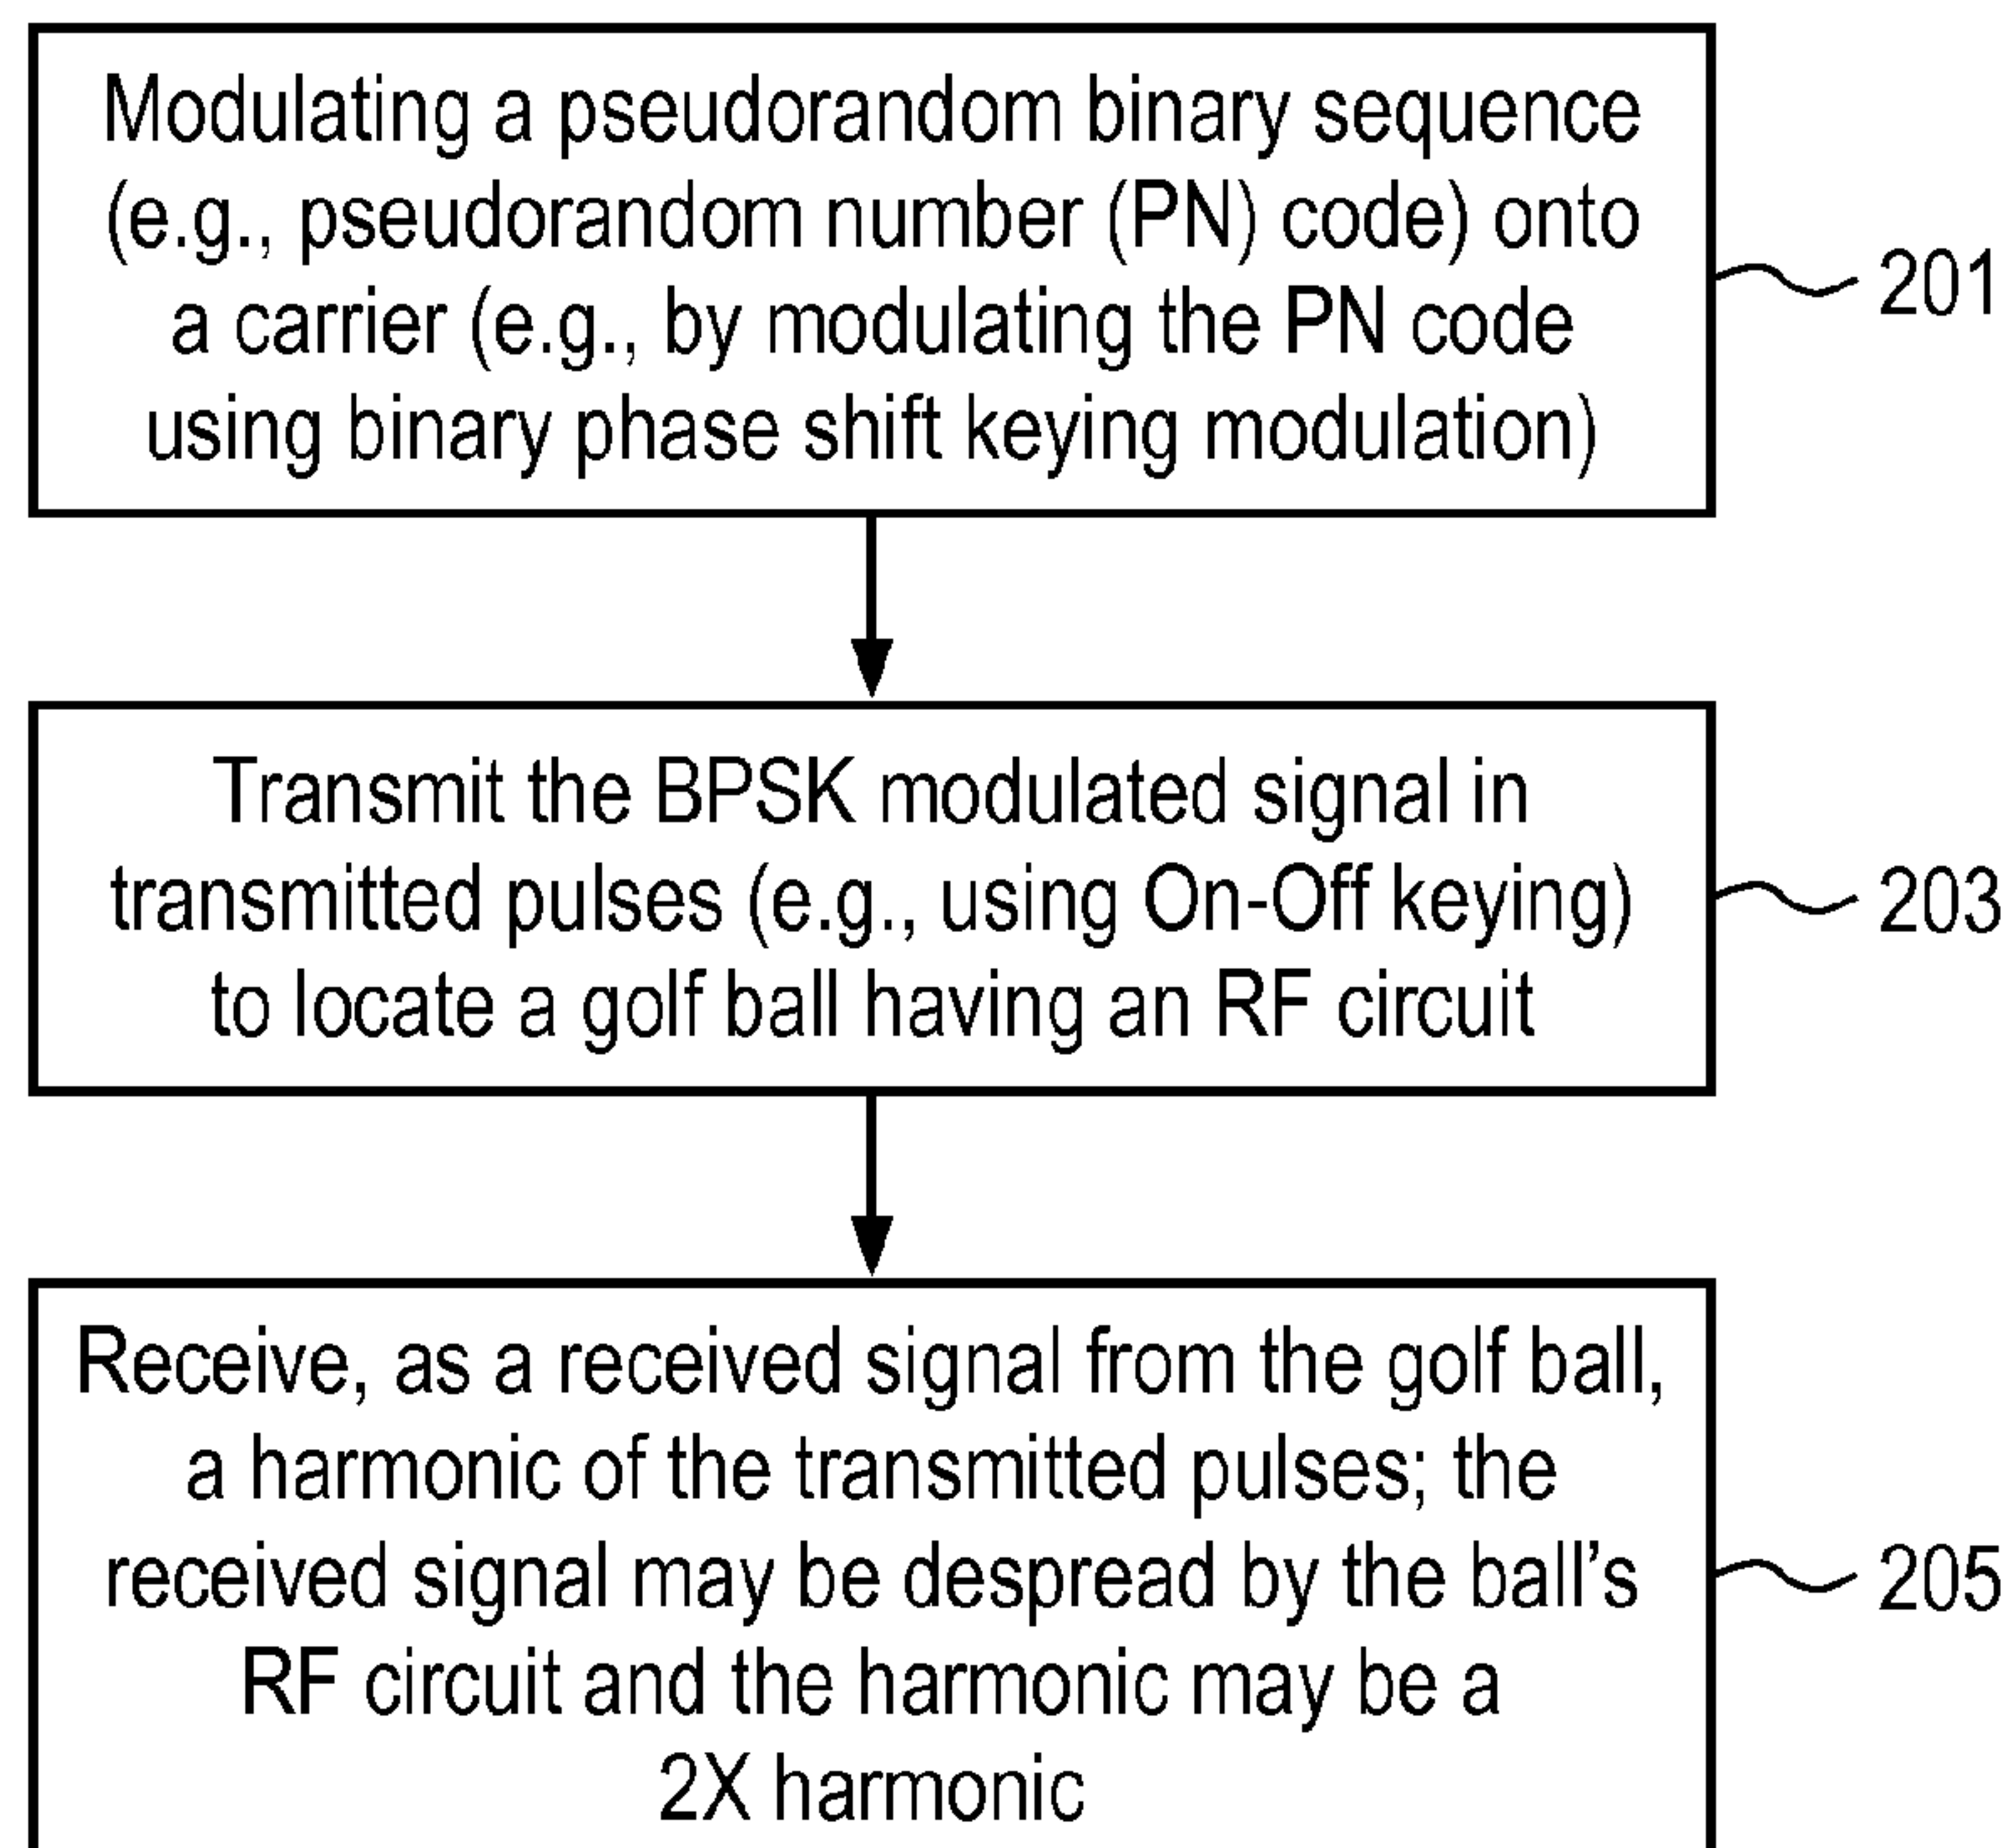 Modulating a pseudorandom binary sequence
(e.g., pseudorandom number (PN) code) onto
a carrier (e.g., by modulating the PN code
using binary phase shift keying modulation)
201
Transmit the BPSK modulated signal in
transmitted pulses (e.g., using On-Off keying)
to locate a golf ball having an RF circuit
203
Receive, as a received signal from the golf ball,
a harmonic of the transmitted pulses; the
received signal may be despread by the ball's
RF circuit and the harmonic may be a
2X harmonic
205